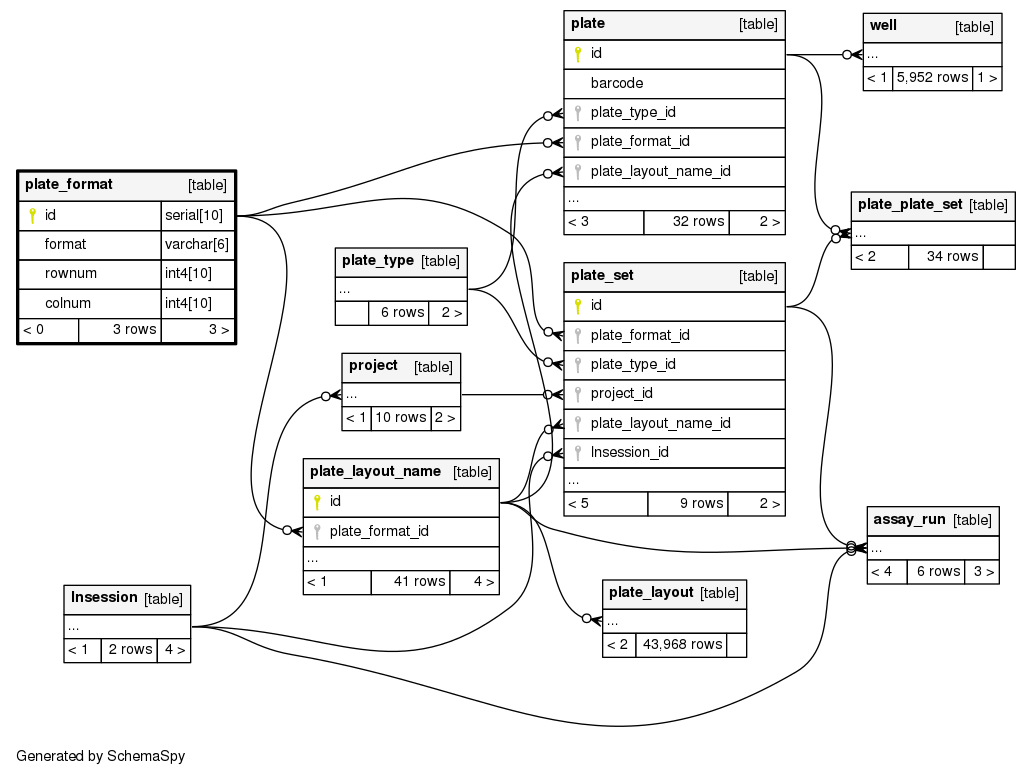 plate [table]
id
barcode
plate_type_id
plate_format_id
plate_layout_name_id
...
< 3 32 rows 2 >
well [table]
...
< 1 5,952 rows 1 >
plate_format [table]
id serial[10]
format varchar[6]
rownum int4[10]
colnum int4[10]
< 0 3 rows 3 >
plate_plate_set [table]
...
< 2 34 rows
plate_type [table]
...
6 rows 2 >
plate_set [table]
id
plate_format_id
plate_type_id
project_id
plate_layout_name_id
lnsession_id
...
< 5 9 rows 2 >
project [table]
...
< 1 10 rows 2 >
plate_layout_name [table]
id
plate_format_id
...
< 1 41 rows 4 >
assay_run [table]
...
< 4 6 rows 3 >
lnsession [table]
...
< 1 2 rows 4 >
plate_layout [table]
...
< 2 43,968 rows
Generated by SchemaSpy